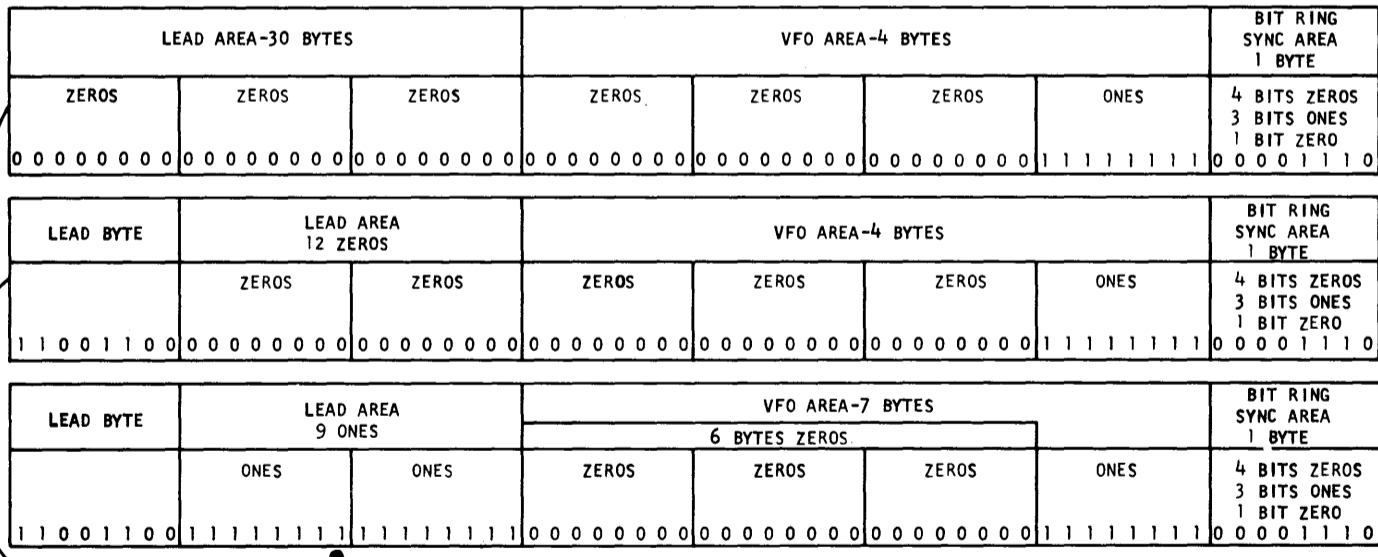 LEAD AREA-30 BYTES
VFO AREA-4 BYTES
BIT RING
SYNC AREA
1 BYTE
ZEROS ZEROS ZEROS ZEROS ZEROS ZEROS ONES
4 BITS ZEROS
3 BITS ONES
1 BIT ZERO
0 0 0 0 0 0 0 0 0 0 0 0 0 0 0 0 0 0 0 0 0 0 0 0 0 0 0 0 0 0 0 0 0 0 0 0 0 0 0 0 0 0 0 0 0 0 0 0 1 1 1 1 1 1 1 1 0 0 0 0 1 1 1 0
LEAD BYTE
LEAD AREA
12 ZEROS
VFO AREA-4 BYTES
BIT RING
SYNC AREA
1 BYTE
ZEROS ZEROS ZEROS ZEROS ZEROS ONES
4 BITS ZEROS
3 BITS ONES
1 BIT ZERO
1 1 0 0 1 1 0 0 0 0 0 0 0 0 0 0 0 0 0 0 0 0 0 0 0 0 0 0 0 0 0 0 0 0 0 0 0 0 0 0 0 0 0 0 0 0 0 0 1 1 1 1 1 1 1 1 0 0 0 0 1 1 1 0
LEAD BYTE
LEAD AREA
9 ONES
VFO AREA-7 BYTES
6 BYTES ZEROS
BIT RING
SYNC AREA
1 BYTE
ONES ONES ZEROS ZEROS ZEROS ONES
4 BITS ZEROS
3 BITS ONES
1 BIT ZERO
1 1 0 0 1 1 0 0 1 1 1 1 1 1 1 1 1 1 1 1 1 1 1 1 0 0 0 0 0 0 0 0 0 0 0 0 0 0 0 0 0 0 0 0 0 0 0 0 1 1 1 1 1 1 1 1 0 0 0 0 1 1 1 0